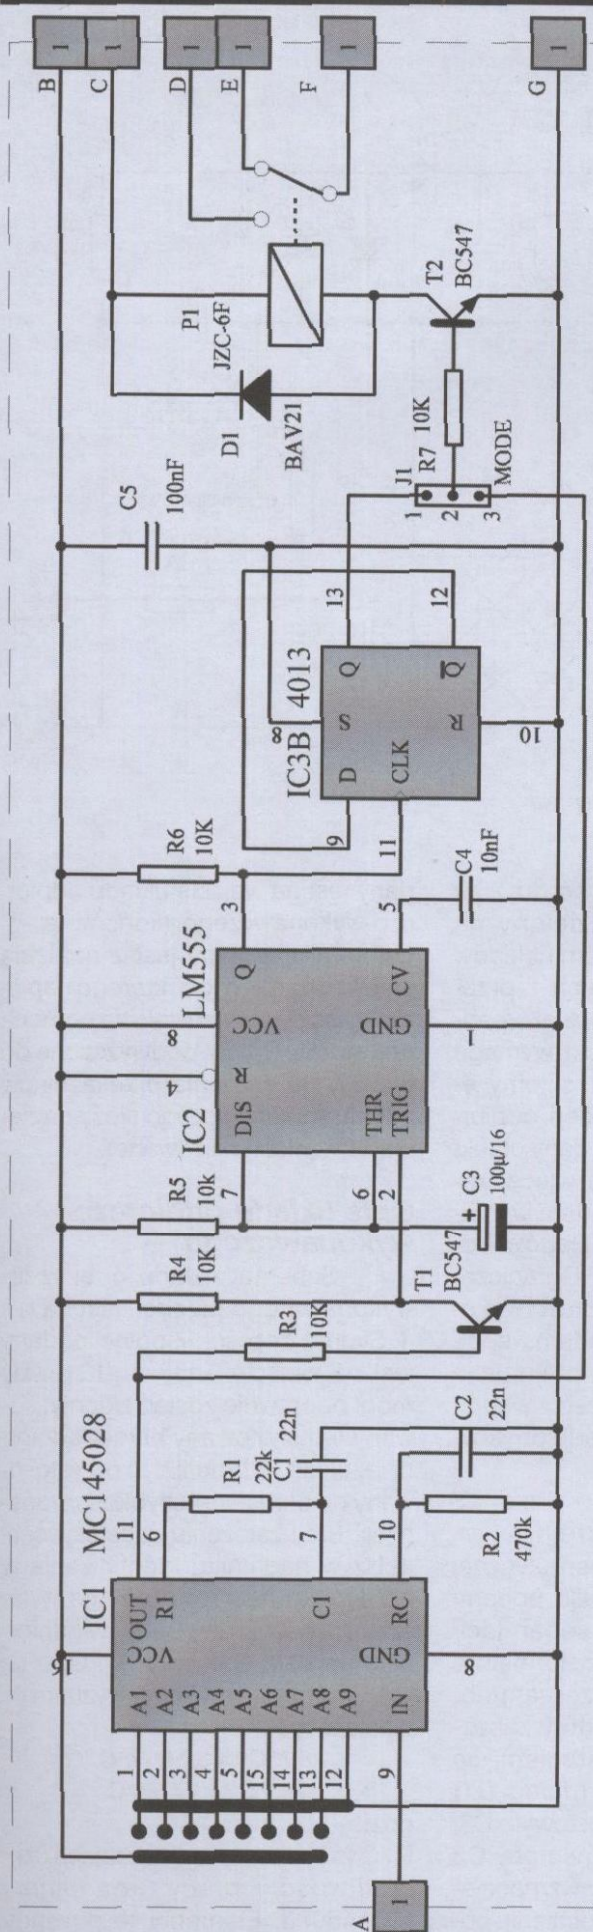 A
1
IC1 MC145028
1 A1
2 A2
3 A3
4 A4
5 A5
15 A6
14 A7
13 A8
12 A9
9 IN
16 VCC
OUT 11
R1 6
C1 7
RC 10
GND 8
R1
22k
C1
22n
R2
470k
C2
22n
R3
10K
T1
BC547
R4
10K
R5
10k
C3
+
100µ/16
IC2 LM555
DIS 7
THR 6
TRIG 2
R 4
VCC 8
Q 3
CV 5
GND 1
R6
10K
C4
10nF
IC3B 4013
D 9
CLK 11
S 8
R 10
Q 13
Q 12
C5
100nF
J1
1
2
3
MODE
R7
10K
T2
BC547
D1
BAV21
P1
JZC-6F
B
1
C
1
D
1
E
1
F
1
G
1